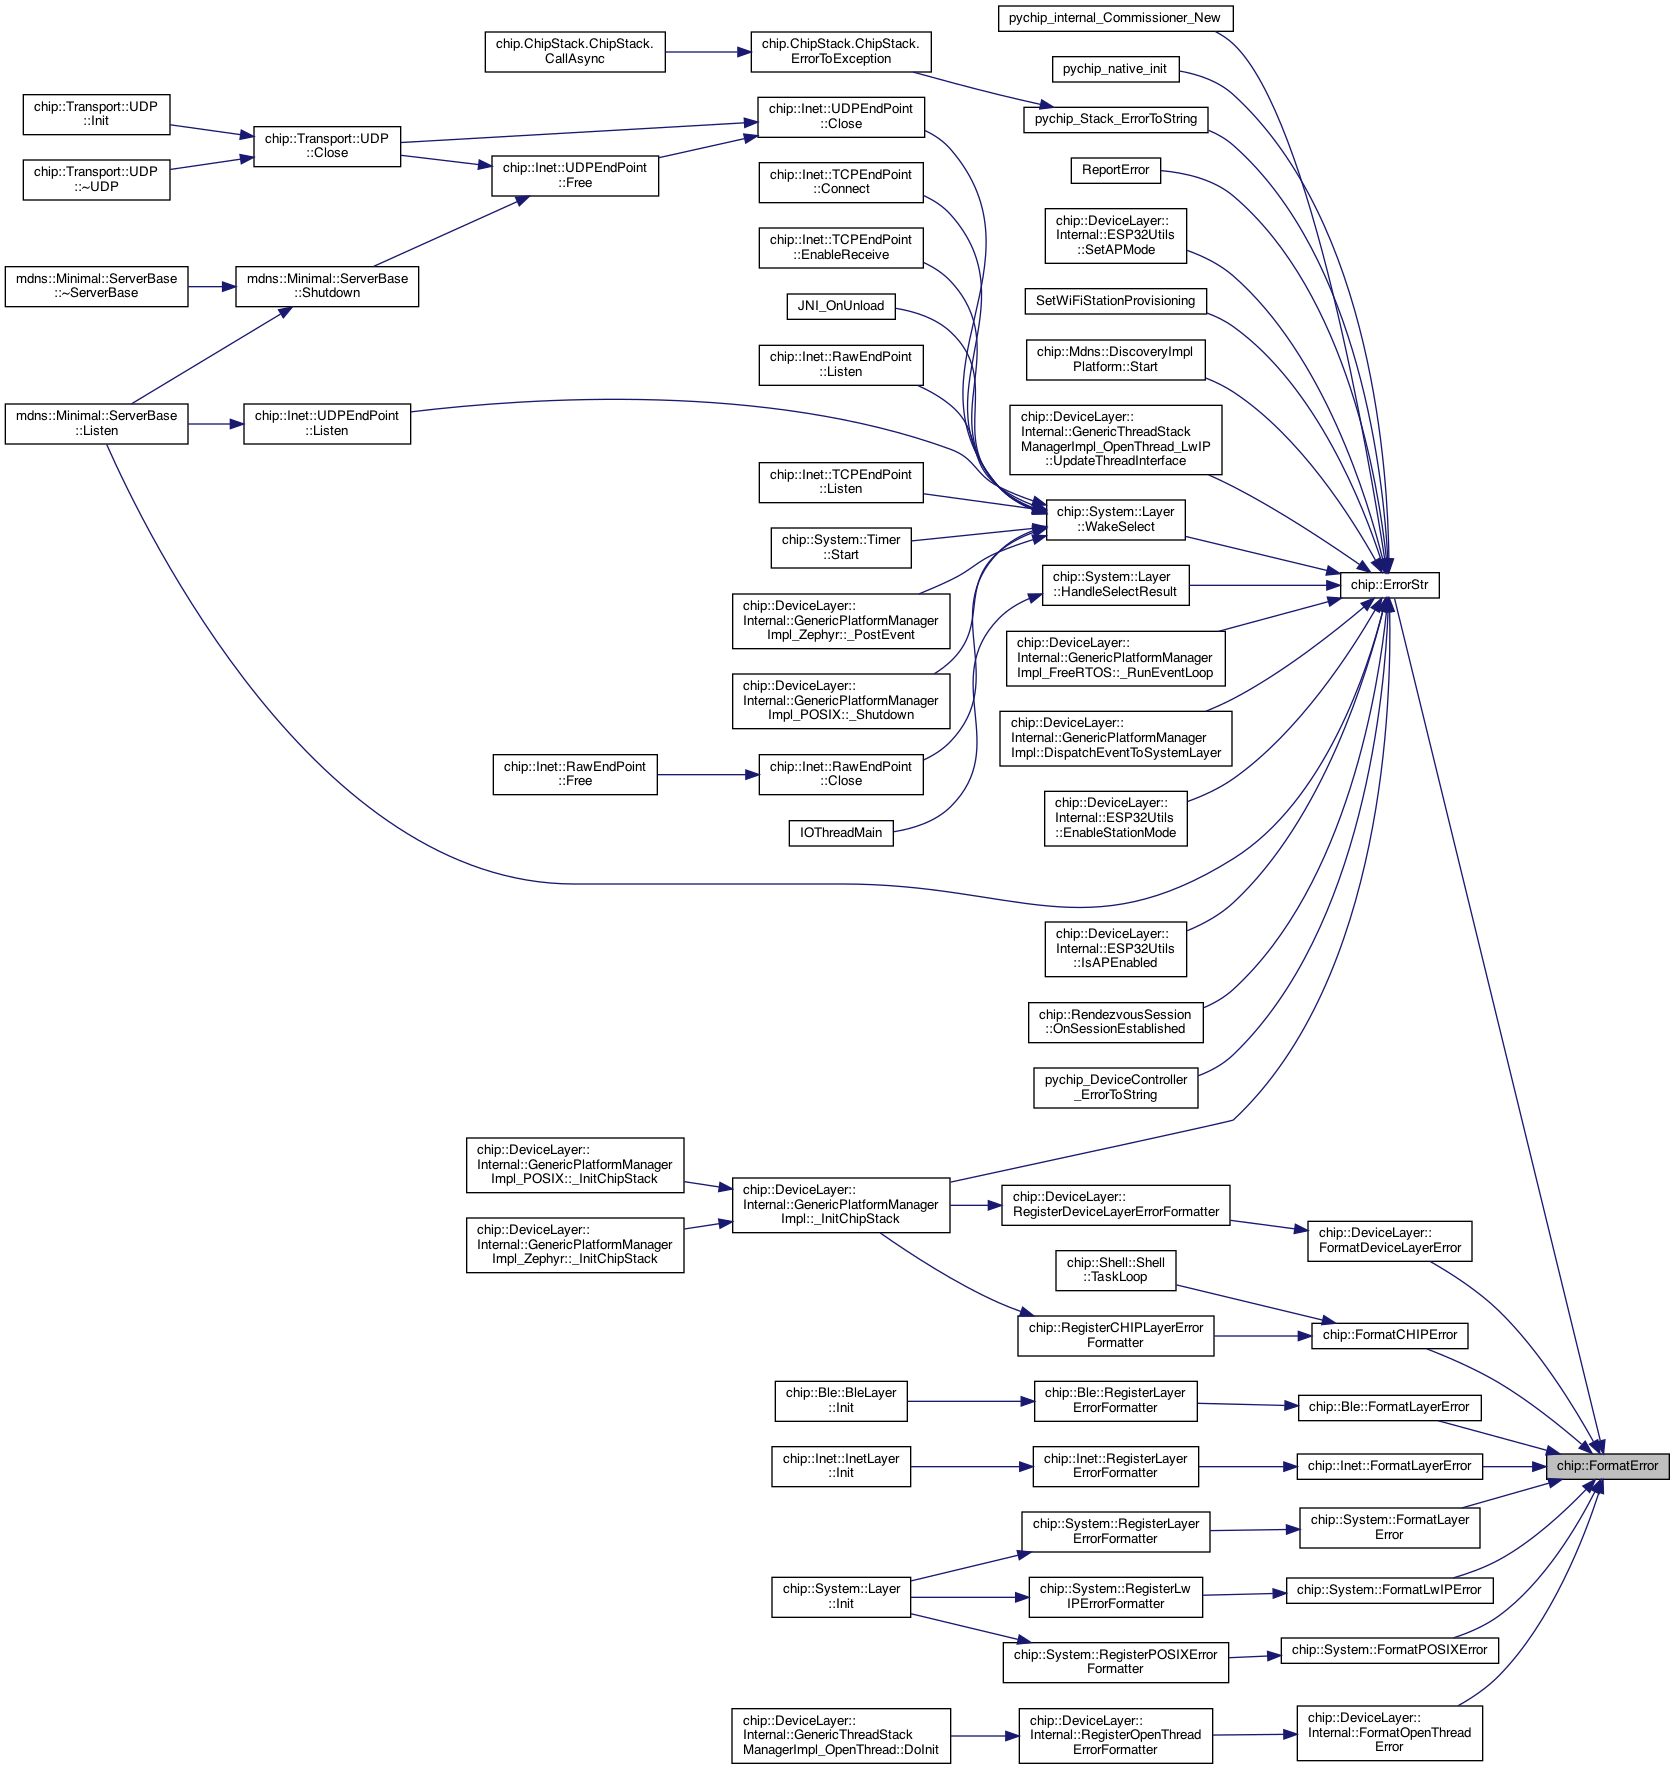 pychip_internal_Commissioner_New
chip.ChipStack.ChipStack.
CallAsync
chip.ChipStack.ChipStack.
ErrorToException
pychip_native_init
pychip_Stack_ErrorToString
chip::Transport::UDP
::Init
chip::Transport::UDP
::~UDP
chip::Transport::UDP
::Close
chip::Inet::UDPEndPoint
::Free
chip::Inet::UDPEndPoint
::Close
chip::Inet::TCPEndPoint
::Connect
chip::Inet::TCPEndPoint
::EnableReceive
JNI_OnUnload
chip::Inet::RawEndPoint
::Listen
ReportError
chip::DeviceLayer::
Internal::ESP32Utils
::SetAPMode
SetWiFiStationProvisioning
chip::Mdns::DiscoveryImpl
Platform::Start
chip::DeviceLayer::
Internal::GenericThreadStack
ManagerImpl_OpenThread_LwIP
::UpdateThreadInterface
mdns::Minimal::ServerBase
::~ServerBase
mdns::Minimal::ServerBase
::Shutdown
mdns::Minimal::ServerBase
::Listen
chip::Inet::UDPEndPoint
::Listen
chip::Inet::TCPEndPoint
::Listen
chip::System::Timer
::Start
chip::System::Layer
::WakeSelect
chip::System::Layer
::HandleSelectResult
chip::ErrorStr
chip::DeviceLayer::
Internal::GenericPlatformManager
Impl_Zephyr::_PostEvent
chip::DeviceLayer::
Internal::GenericPlatformManager
Impl_POSIX::_Shutdown
chip::DeviceLayer::
Internal::GenericPlatformManager
Impl_FreeRTOS::_RunEventLoop
chip::DeviceLayer::
Internal::GenericPlatformManager
Impl::DispatchEventToSystemLayer
chip::Inet::RawEndPoint
::Free
chip::Inet::RawEndPoint
::Close
IOThreadMain
chip::DeviceLayer::
Internal::ESP32Utils
::EnableStationMode
chip::DeviceLayer::
Internal::ESP32Utils
::IsAPEnabled
chip::RendezvousSession
::OnSessionEstablished
pychip_DeviceController
_ErrorToString
chip::DeviceLayer::
Internal::GenericPlatformManager
Impl_POSIX::_InitChipStack
chip::DeviceLayer::
Internal::GenericPlatformManager
Impl_Zephyr::_InitChipStack
chip::DeviceLayer::
Internal::GenericPlatformManager
Impl::_InitChipStack
chip::DeviceLayer::
RegisterDeviceLayerErrorFormatter
chip::DeviceLayer::
FormatDeviceLayerError
chip::Shell::Shell
::TaskLoop
chip::RegisterCHIPLayerError
Formatter
chip::FormatCHIPError
chip::Ble::BleLayer
::Init
chip::Ble::RegisterLayer
ErrorFormatter
chip::Ble::FormatLayerError
chip::Inet::InetLayer
::Init
chip::Inet::RegisterLayer
ErrorFormatter
chip::Inet::FormatLayerError
chip::FormatError
chip::System::RegisterLayer
ErrorFormatter
chip::System::FormatLayer
Error
chip::System::Layer
::Init
chip::System::RegisterLw
IPErrorFormatter
chip::System::FormatLwIPError
chip::System::RegisterPOSIXError
Formatter
chip::System::FormatPOSIXError
chip::DeviceLayer::
Internal::GenericThreadStack
ManagerImpl_OpenThread::DoInit
chip::DeviceLayer::
Internal::RegisterOpenThread
ErrorFormatter
chip::DeviceLayer::
Internal::FormatOpenThread
Error